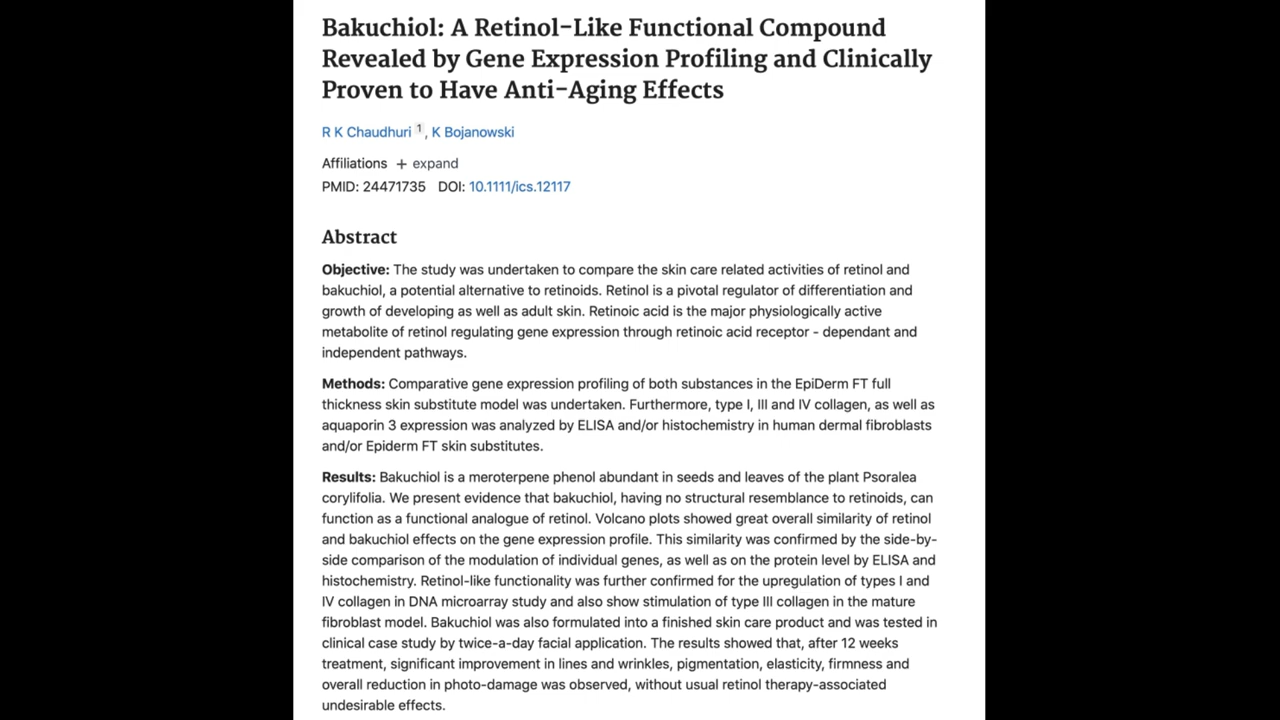 Bakuchiol: A Retinol-Like Functional Compound
Revealed by Gene Expression Profiling and Clinically
Proven to Have Anti-Aging Effects
R K Chaudhuri 1, K Bojanowski
Affiliations + expand
PMID: 24471735 DOI: 10.1111/ics.12117
Abstract
Objective: The study was undertaken to compare the skin care related activities of retinol and
bakuchiol, a potential alternative to retinoids. Retinol is a pivotal regulator of differentiation and
growth of developing as well as adult skin. Retinoic acid is the major physiologically active
metabolite of retinol regulating gene expression through retinoic acid receptor - dependant and
independent pathways.
Methods: Comparative gene expression profiling of both substances in the EpiDerm FT full
thickness skin substitute model was undertaken. Furthermore, type I, III and IV collagen, as well as
aquaporin 3 expression was analyzed by ELISA and/or histochemistry in human dermal fibroblasts
and/or Epiderm FT skin substitutes.
Results: Bakuchiol is a meroterpene phenol abundant in seeds and leaves of the plant Psoralea
corylifolia. We present evidence that bakuchiol, having no structural resemblance to retinoids, can
function as a functional analogue of retinol. Volcano plots showed great overall similarity of retinol
and bakuchiol effects on the gene expression profile. This similarity was confirmed by the side-by-
side comparison of the modulation of individual genes, as well as on the protein level by ELISA and
histochemistry. Retinol-like functionality was further confirmed for the upregulation of types I and
IV collagen in DNA microarray study and also show stimulation of type III collagen in the mature
fibroblast model. Bakuchiol was also formulated into a finished skin care product and was tested in
clinical case study by twice-a-day facial application. The results showed that, after 12 weeks
treatment, significant improvement in lines and wrinkles, pigmentation, elasticity, firmness and
overall reduction in photo-damage was observed, without usual retinol therapy-associated
undesirable effects.